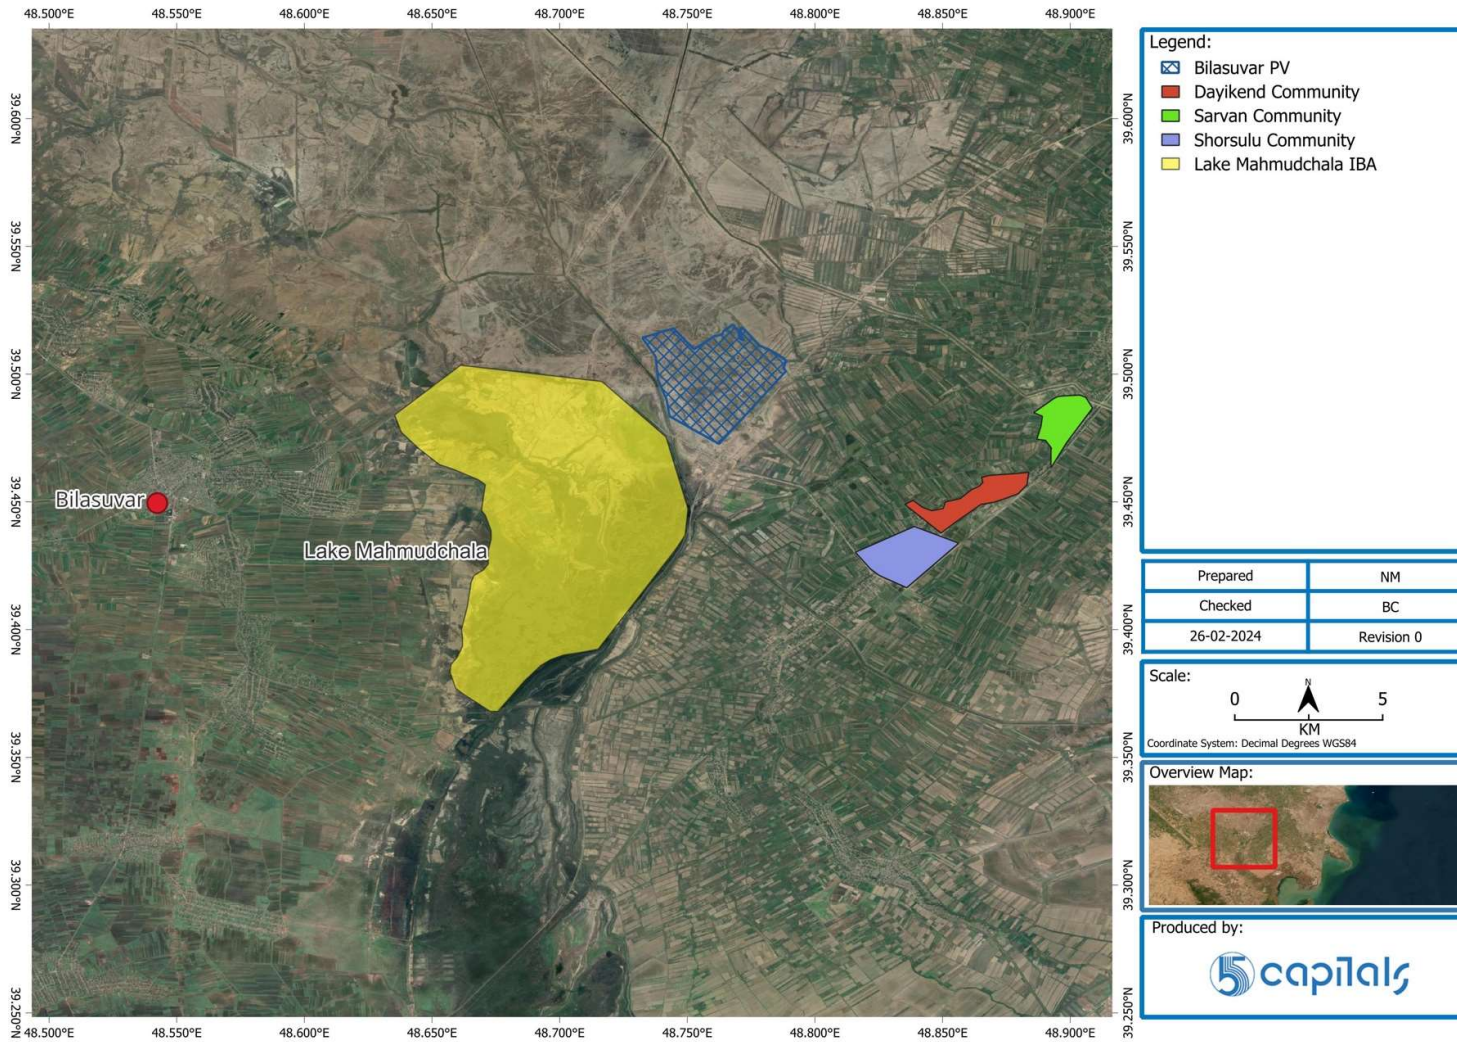 48.500°E 48.550°E 48.600°E 48.650°E 48.700°E 48.750°E 48.800°E 48.850°E 48.900°E
39.600°N
39.550°N
39.500°N
39.450°N
39.400°N
39.350°N
39.300°N
39.250°N
Bilasuvar
Lake Mahmudchala
39.600°N
39.550°N
39.500°N
39.450°N
39.400°N
39.350°N
39.300°N
39.250°N
48.500°E 48.550°E 48.600°E 48.650°E 48.700°E 48.750°E 48.800°E 48.850°E 48.900°E
Legend:
Bilasuvar PV
Dayikend Community
Sarvan Community
Shorsulu Community
Lake Mahmudchala IBA
Prepared NM
Checked BC
26-02-2024 Revision 0
Scale:
N
0 5
KM
Coordinate System: Decimal Degrees WGS84
Overview Map:
Produced by:
5 capitals